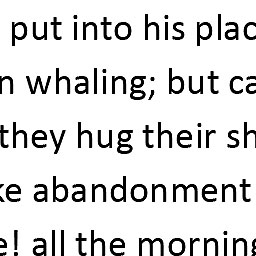 put into his plac
n whaling; but ca
they hug their sh
ke abandonment
e! all the morning